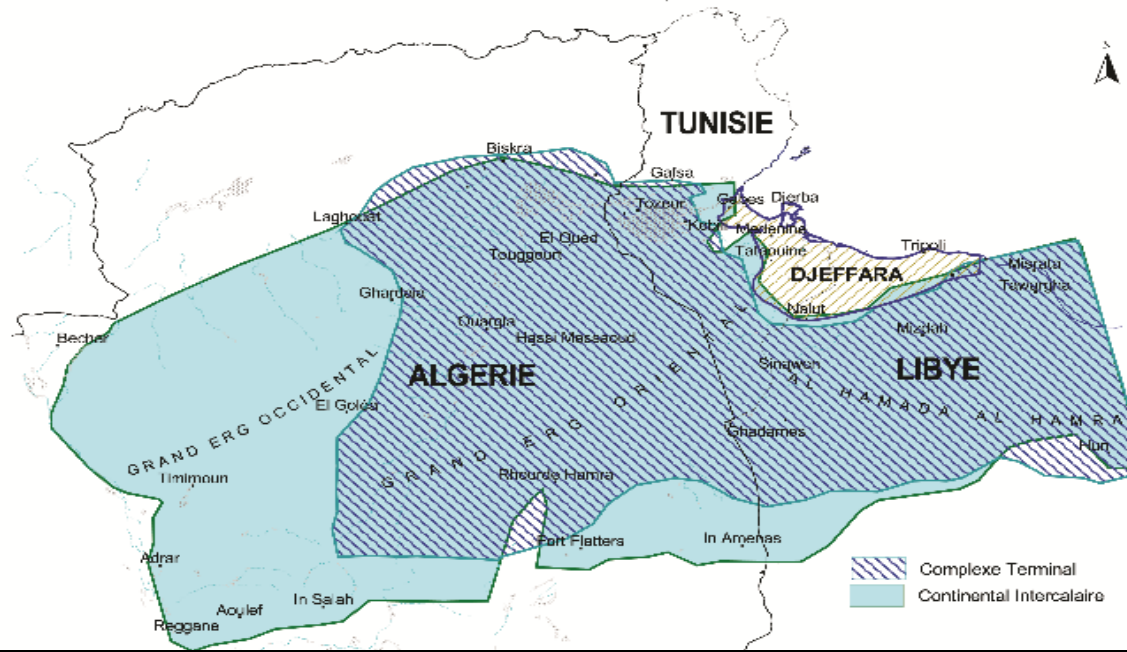 TUNISIE
Biskra
Gafsa
Laghouat
Tozeur
Gabes
Djerba
Kebili
Medenine
El Oued
Touggourt
Tataouine
Tripoli
DJEFFARA
Misrata
Tawergha
Ghardaia
Nalut
Ouargla
Hassi Messaoud
Mizdah
Bechar
ALGERIE
Sinawen
LIBYE
El Goléa
GRAND ERG OCCIDENTAL
GRAND ERG ORIENTAL
AL HAMADA AL HAMRA
Ghadames
Hun
Timimoun
Rhourde Hamra
Fort Flatters
In Amenas
Adrar
Complexe Terminal
Continental Intercalaire
In Salah
Aoulef
Reggane